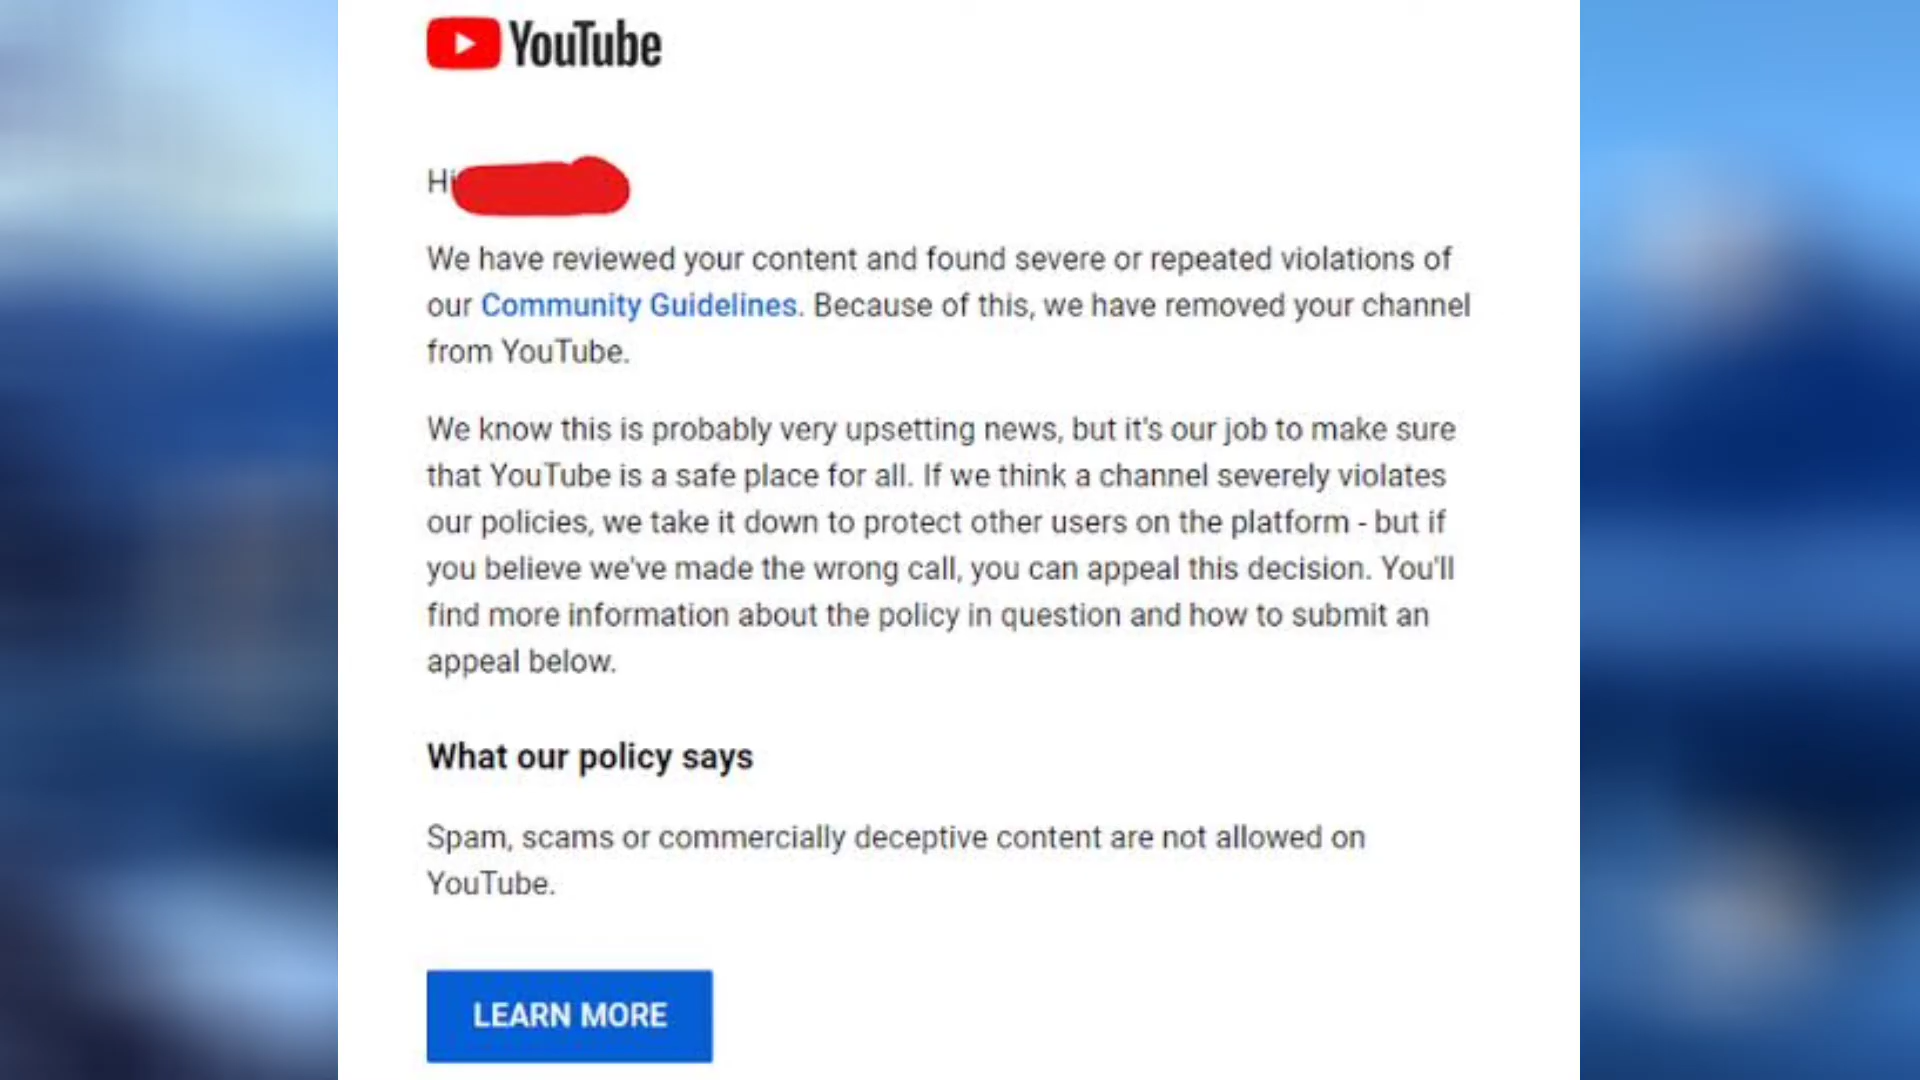 YouTube
Hi
We have reviewed your content and found severe or repeated violations of
our Community Guidelines. Because of this, we have removed your channel
from YouTube.
We know this is probably very upsetting news, but it's our job to make sure
that YouTube is a safe place for all. If we think a channel severely violates
our policies, we take it down to protect other users on the platform - but if
you believe we've made the wrong call, you can appeal this decision. You'll
find more information about the policy in question and how to submit an
appeal below.
What our policy says
Spam, scams or commercially deceptive content are not allowed on
YouTube.
LEARN MORE